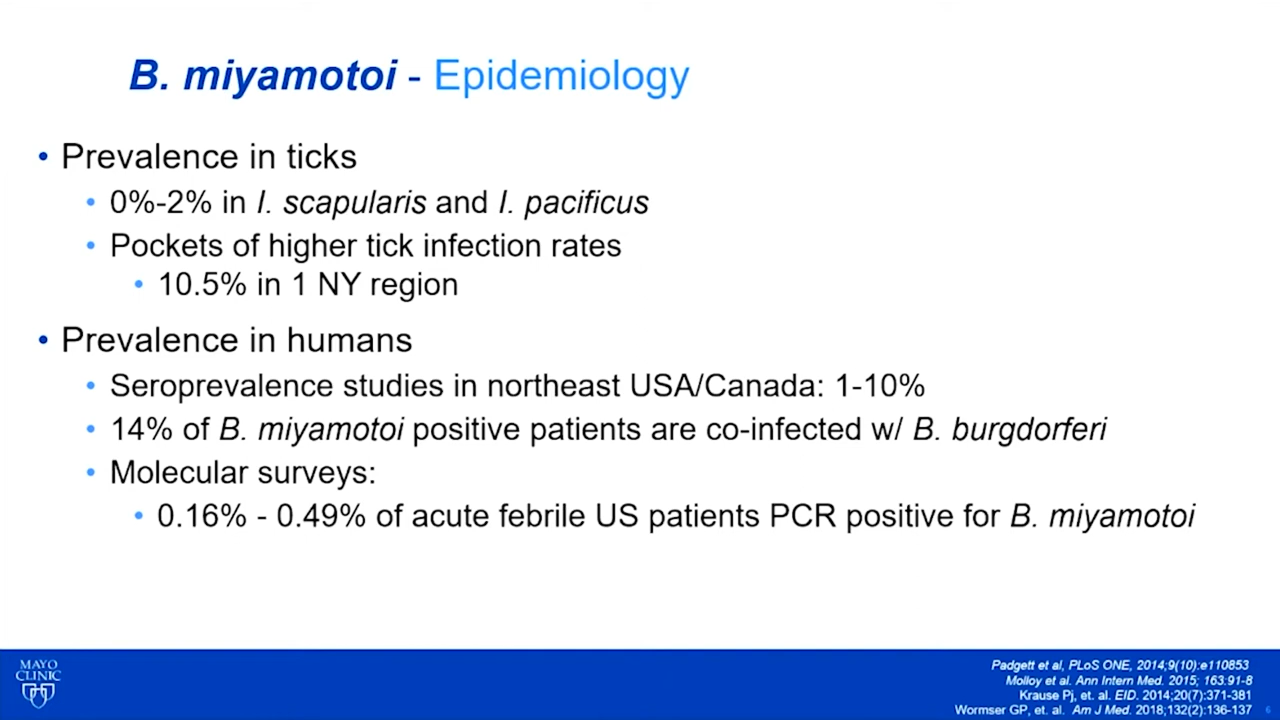 B. miyamotoi - Epidemiology
• Prevalence in ticks
• 0%-2% in I. scapularis and I. pacificus
• Pockets of higher tick infection rates
• 10.5% in 1 NY region
• Prevalence in humans
• Seroprevalence studies in northeast USA/Canada: 1-10%
• 14% of B. miyamotoi positive patients are co-infected w/ B. burgdorferi
• Molecular surveys:
• 0.16% - 0.49% of acute febrile US patients PCR positive for B. miyamotoi
MAYO
CLINIC
Padgett et al, PLoS ONE, 2014;9(10):e110853
Molloy et al. Ann Intern Med. 2015; 163:91-8
Krause Pj, et. al. EID. 2014;20(7):371-381
Wormser GP, et. al. Am J Med. 2018;132(2):136-137 6